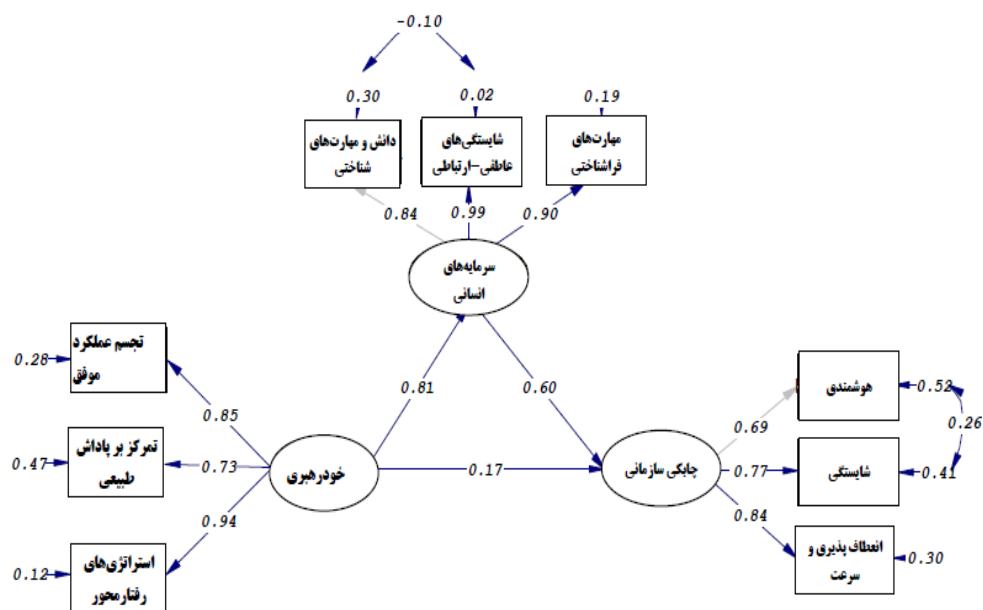 -0.10
0.30
0.02
0.19
دانش و مهارت‌های
شناختی
شایستگی‌های
عاطفی-ارتباطی
مهارت‌های
فراشناختی
0.84
0.99
0.90
سرمایه‌های
انسانی
تجسم عملکرد
موفق
0.28
0.85
0.81
0.60
هوشمندی
0.52
0.69
0.26
تمرکز بر پاداش
طبیعی
0.47
0.73
خودرهبری
0.17
چابکی سازمانی
0.77
شایستگی
0.41
0.94
0.84
استراتژی‌های
رفتارمحور
0.12
انعطاف پذیری و
سرعت
0.30